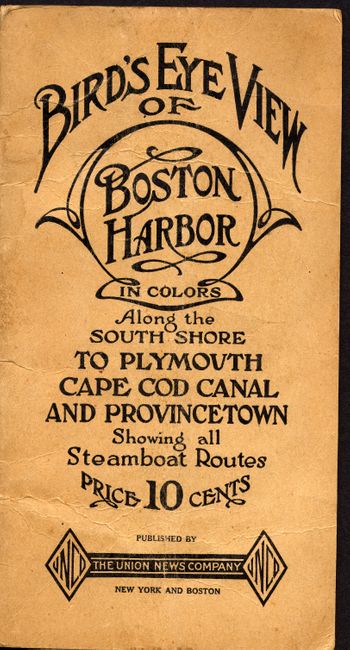 BIRD'S EYE VIEW
OF
BOSTON
HARBOR
IN COLORS
Along the
SOUTH SHORE
TO PLYMOUTH
CAPE COD CANAL
AND PROVINCETOWN
Showing all
Steamboat Routes
PRICE 10 CENTS
PUBLISHED BY
UNCO THE UNION NEWS COMPANY UNCO
NEW YORK AND BOSTON